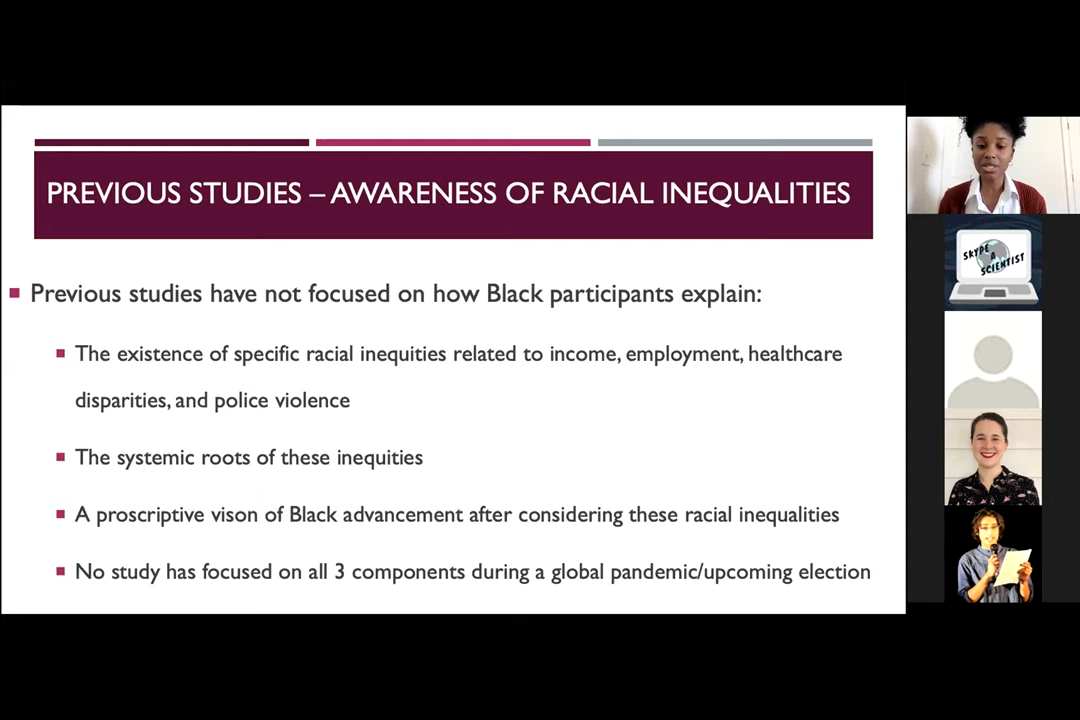 PREVIOUS STUDIES – AWARENESS OF RACIAL INEQUALITIES
Previous studies have not focused on how Black participants explain:
The existence of specific racial inequities related to income, employment, healthcare
disparities, and police violence
The systemic roots of these inequities
A proscriptive vison of Black advancement after considering these racial inequalities
No study has focused on all 3 components during a global pandemic/upcoming election
SKYPE
A
SCIENTIST